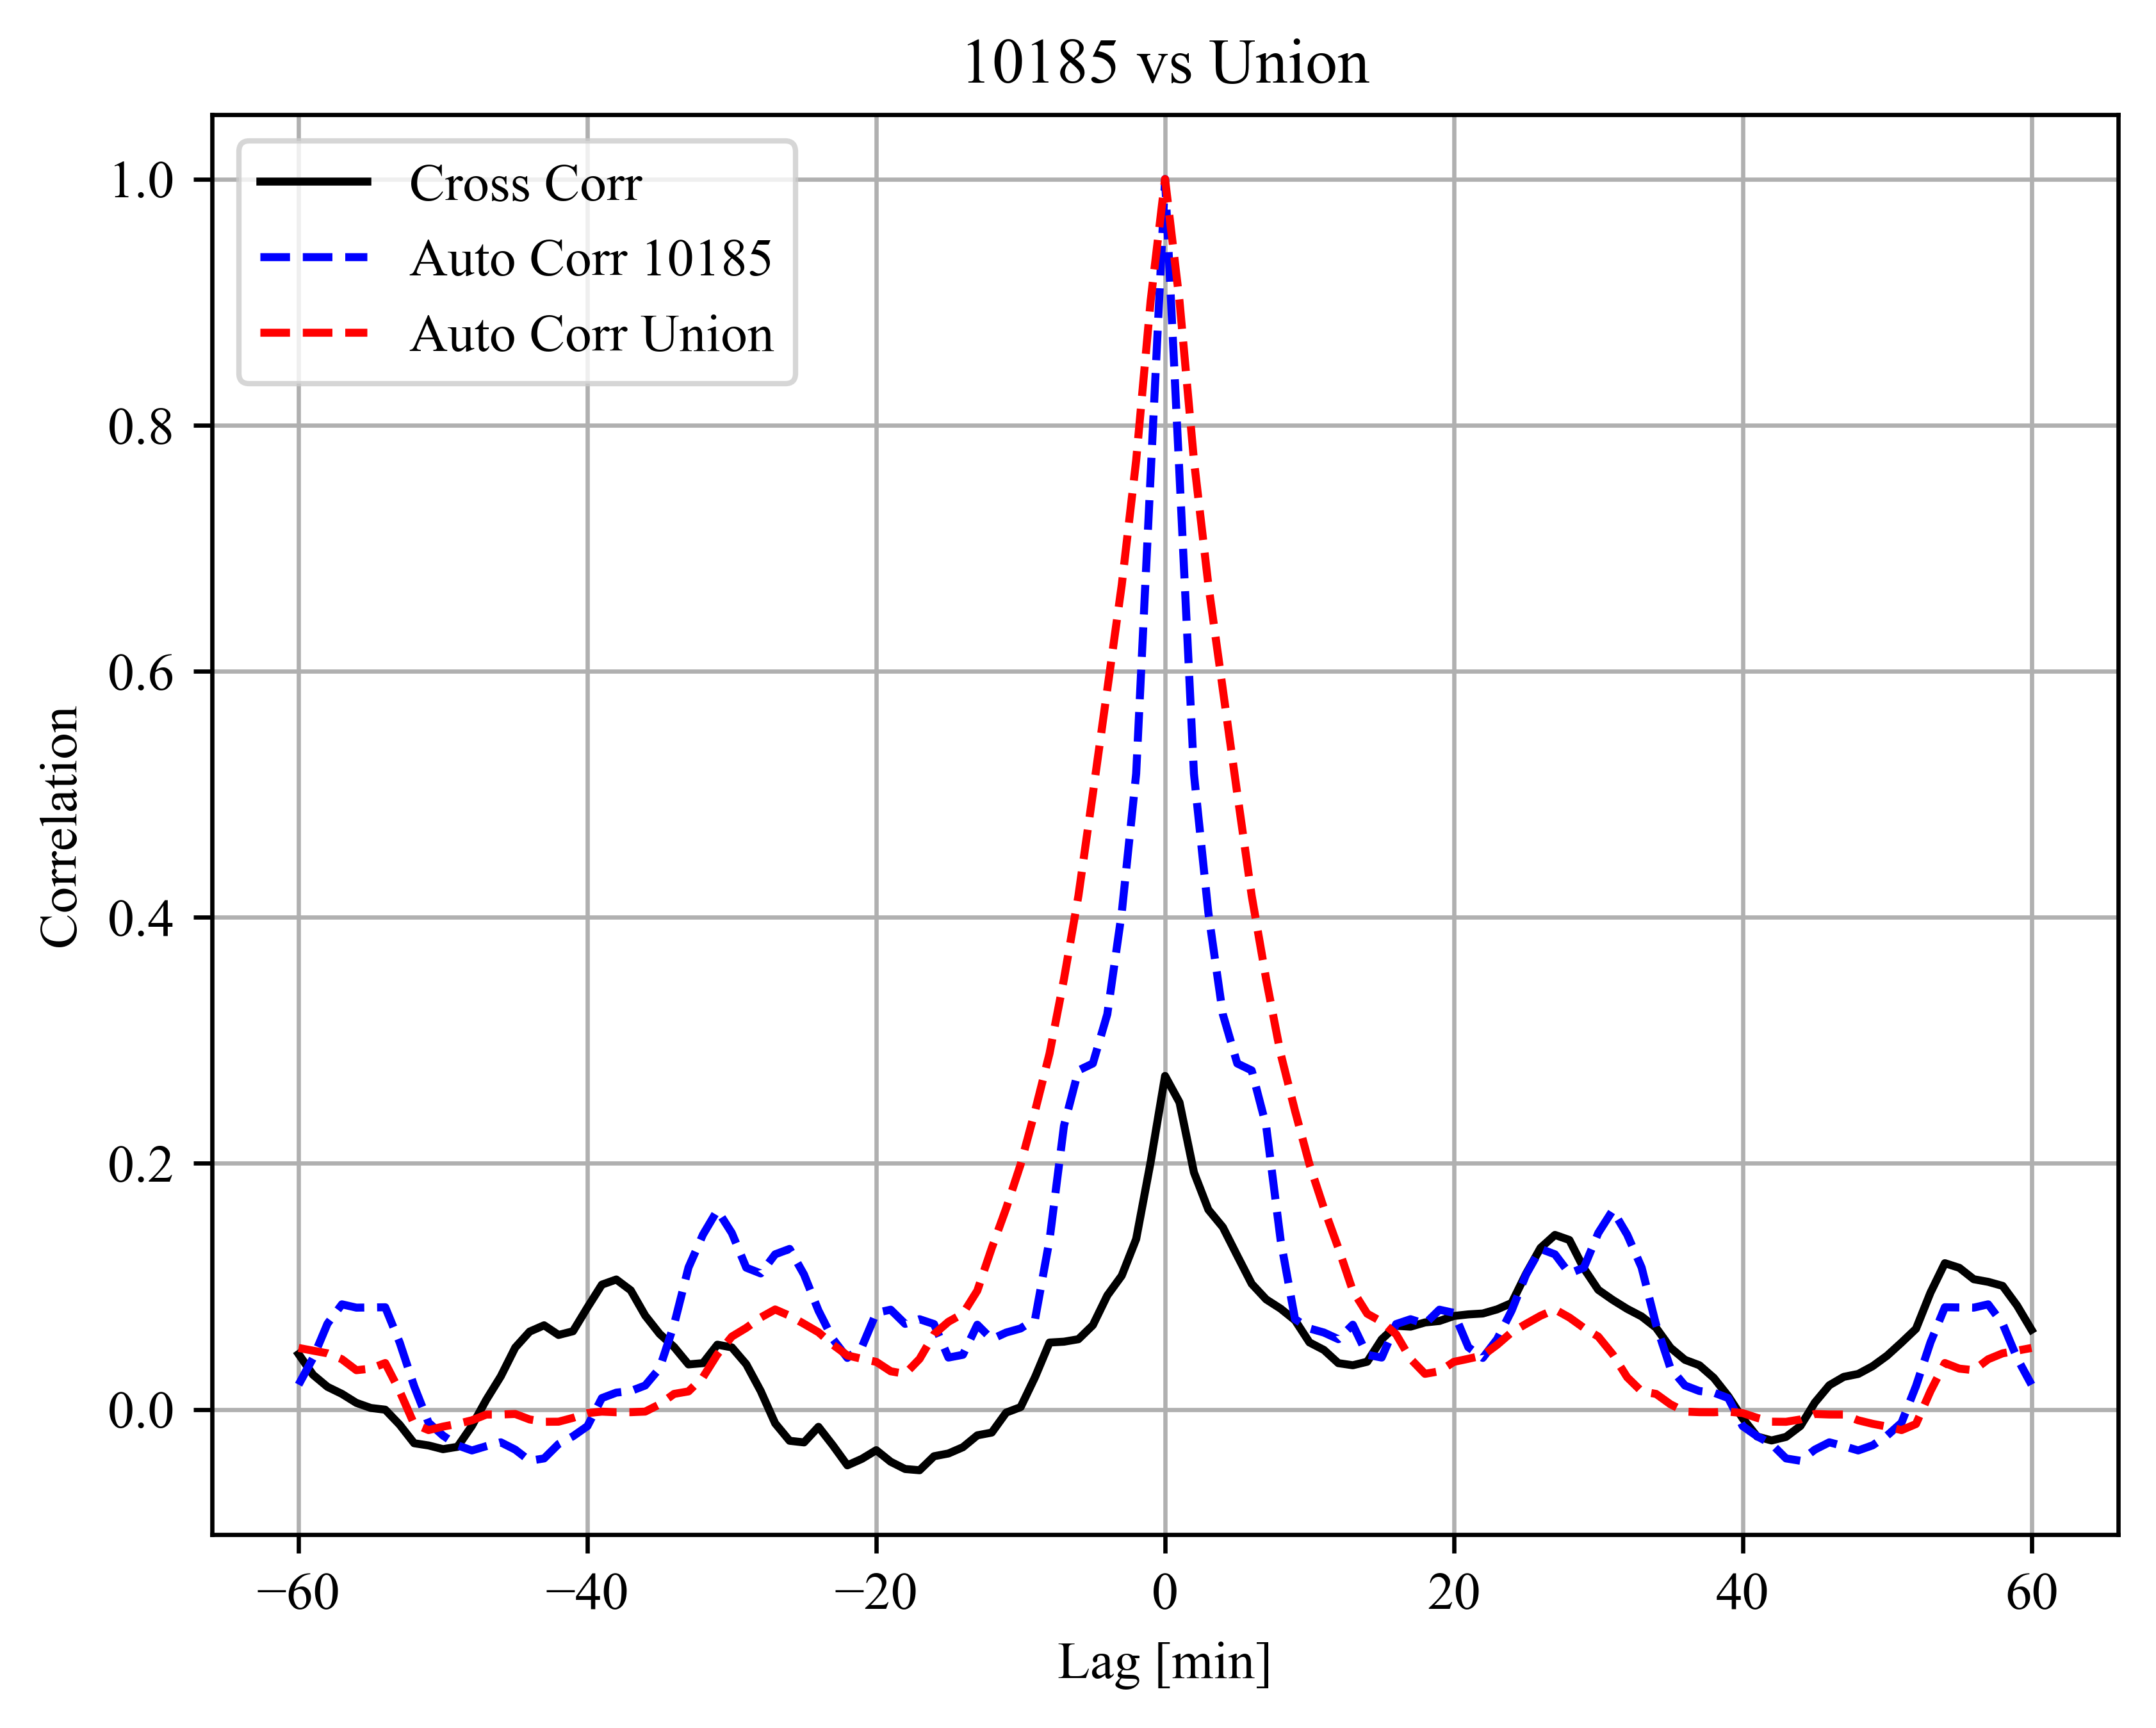 10185 vs Union
Cross Corr
Auto Corr 10185
Auto Corr Union
1.0
0.8
0.6
0.4
0.2
0.0
Correlation
−60 −40 −20 0 20 40 60
Lag [min]